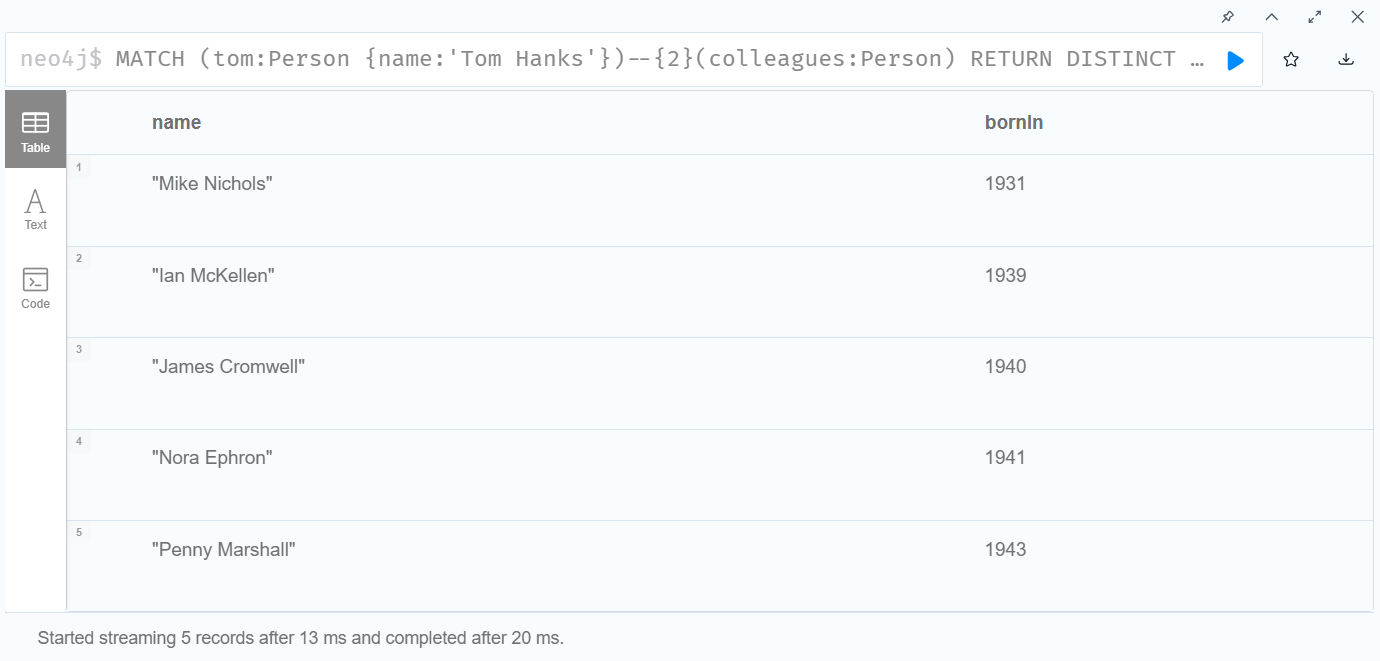 neo4j$ MATCH (tom:Person {name:'Tom Hanks'})--{2}(colleagues:Person) RETURN DISTINCT …
Table
Text
Code
name bornIn
1 "Mike Nichols" 1931
2 "Ian McKellen" 1939
3 "James Cromwell" 1940
4 "Nora Ephron" 1941
5 "Penny Marshall" 1943
Started streaming 5 records after 13 ms and completed after 20 ms.